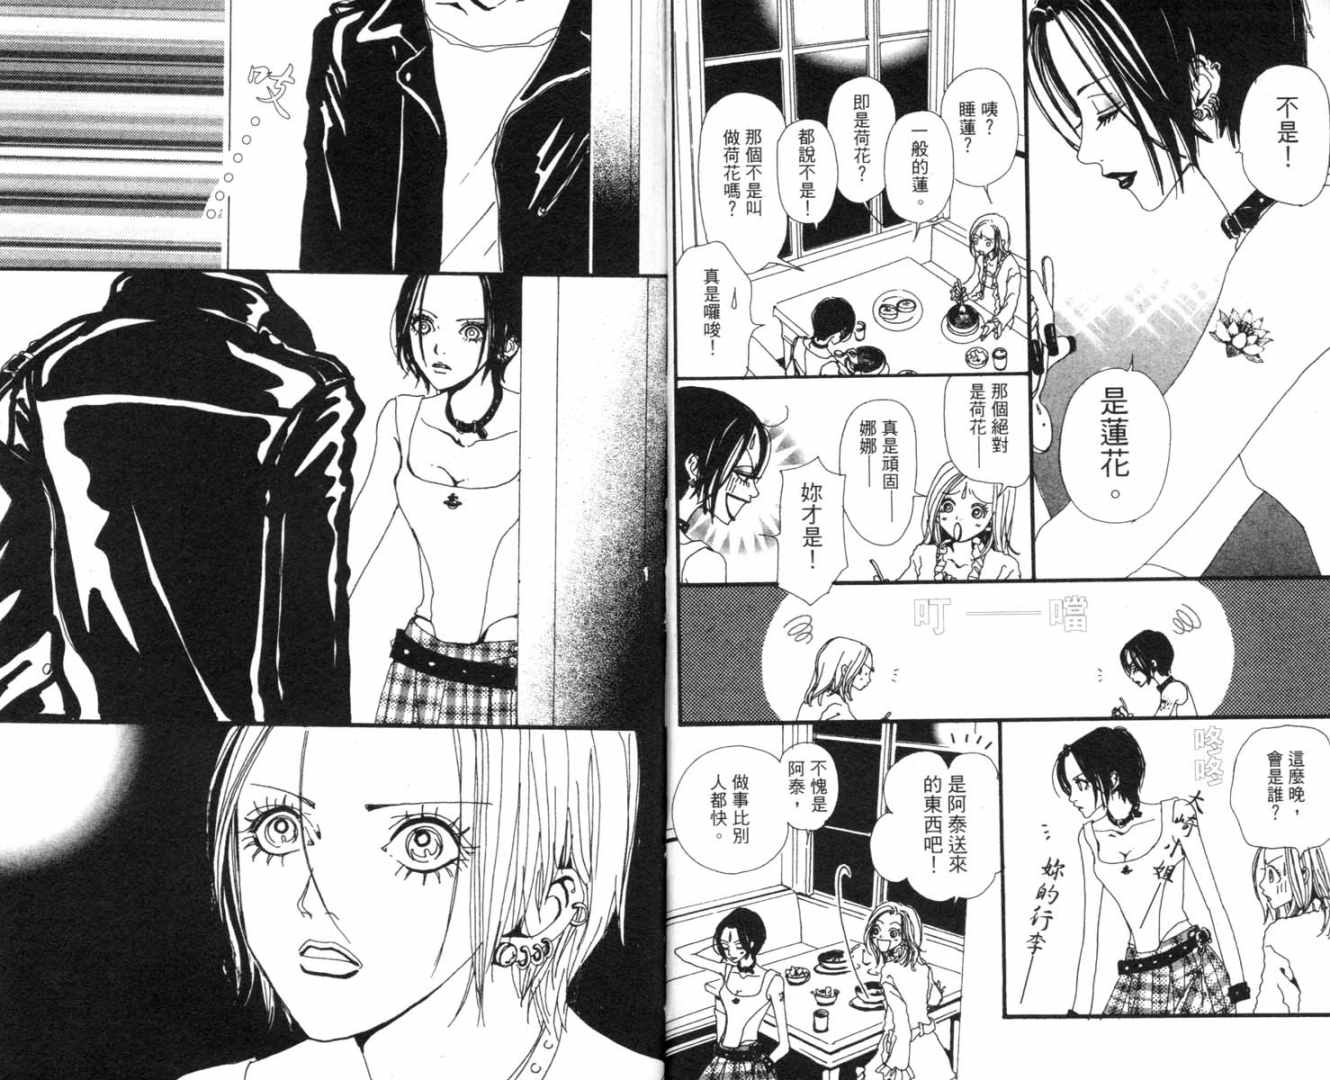 不是！
是蓮花。
咦？
睡蓮？
一般的蓮。
即是荷花？
都說不是！
那個不是叫
做荷花嗎？
真是囉唆！
那個絕對
是荷花——
真是頑固——
娜娜——
妳才是！
叮——噹
這麼晚，
會是誰？
咚咚
大崎小姐
妳的行李
是阿泰送來
的東西吧！
不愧是
阿泰，
做事比別
人都快。
吱